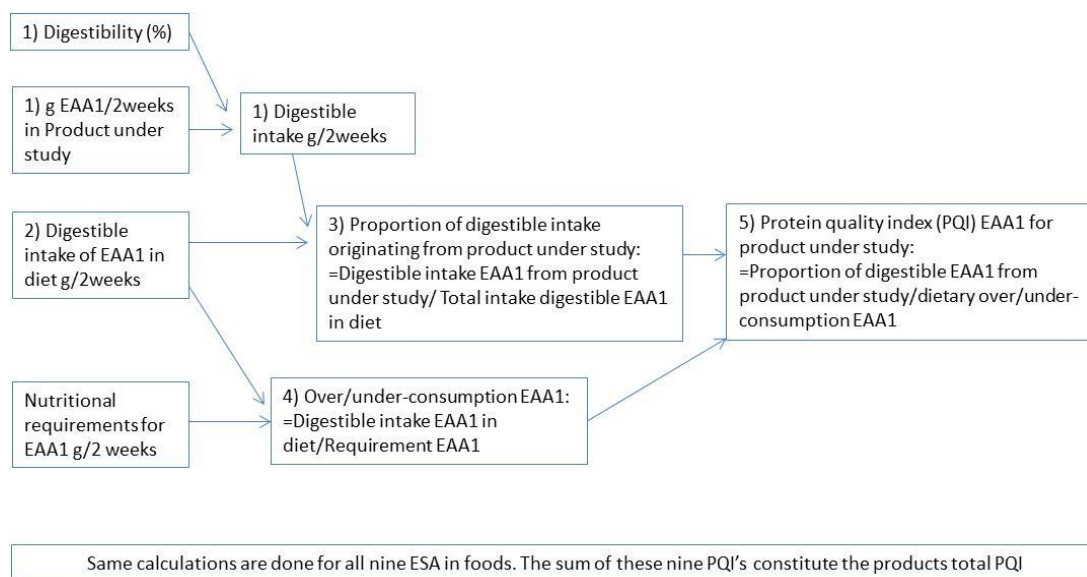 1) Digestibility (%)
1) g EAA1/2weeks
in Product under
study
1) Digestible
intake g/2weeks
2) Digestible
intake of EAA1 in
diet g/2weeks
3) Proportion of digestible intake
originating from product under study:
=Digestible intake EAA1 from product
under study/ Total intake digestible EAA1
in diet
5) Protein quality index (PQI) EAA1 for
product under study:
=Proportion of digestible EAA1 from
product under study/dietary over/under-
consumption EAA1
Nutritional
requirements for
EAA1 g/2 weeks
4) Over/under-consumption EAA1:
=Digestible intake EAA1 in
diet/Requirement EAA1
Same calculations are done for all nine ESA in foods. The sum of these nine PQI's constitute the products total PQI